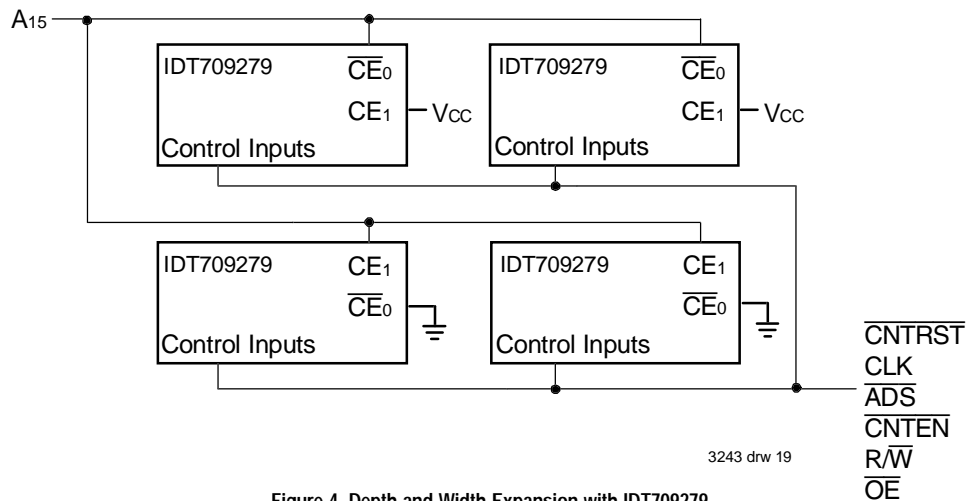 A15
IDT709279 CE0
CE1 VCC
Control Inputs
IDT709279 CE0
CE1 VCC
Control Inputs
IDT709279 CE1
CE0
Control Inputs
IDT709279 CE1
CE0
Control Inputs
CNTRST
CLK
ADS
CNTEN
R/W
OE
3243 drw 19
Figure 4. Depth and Width Expansion with IDT709279